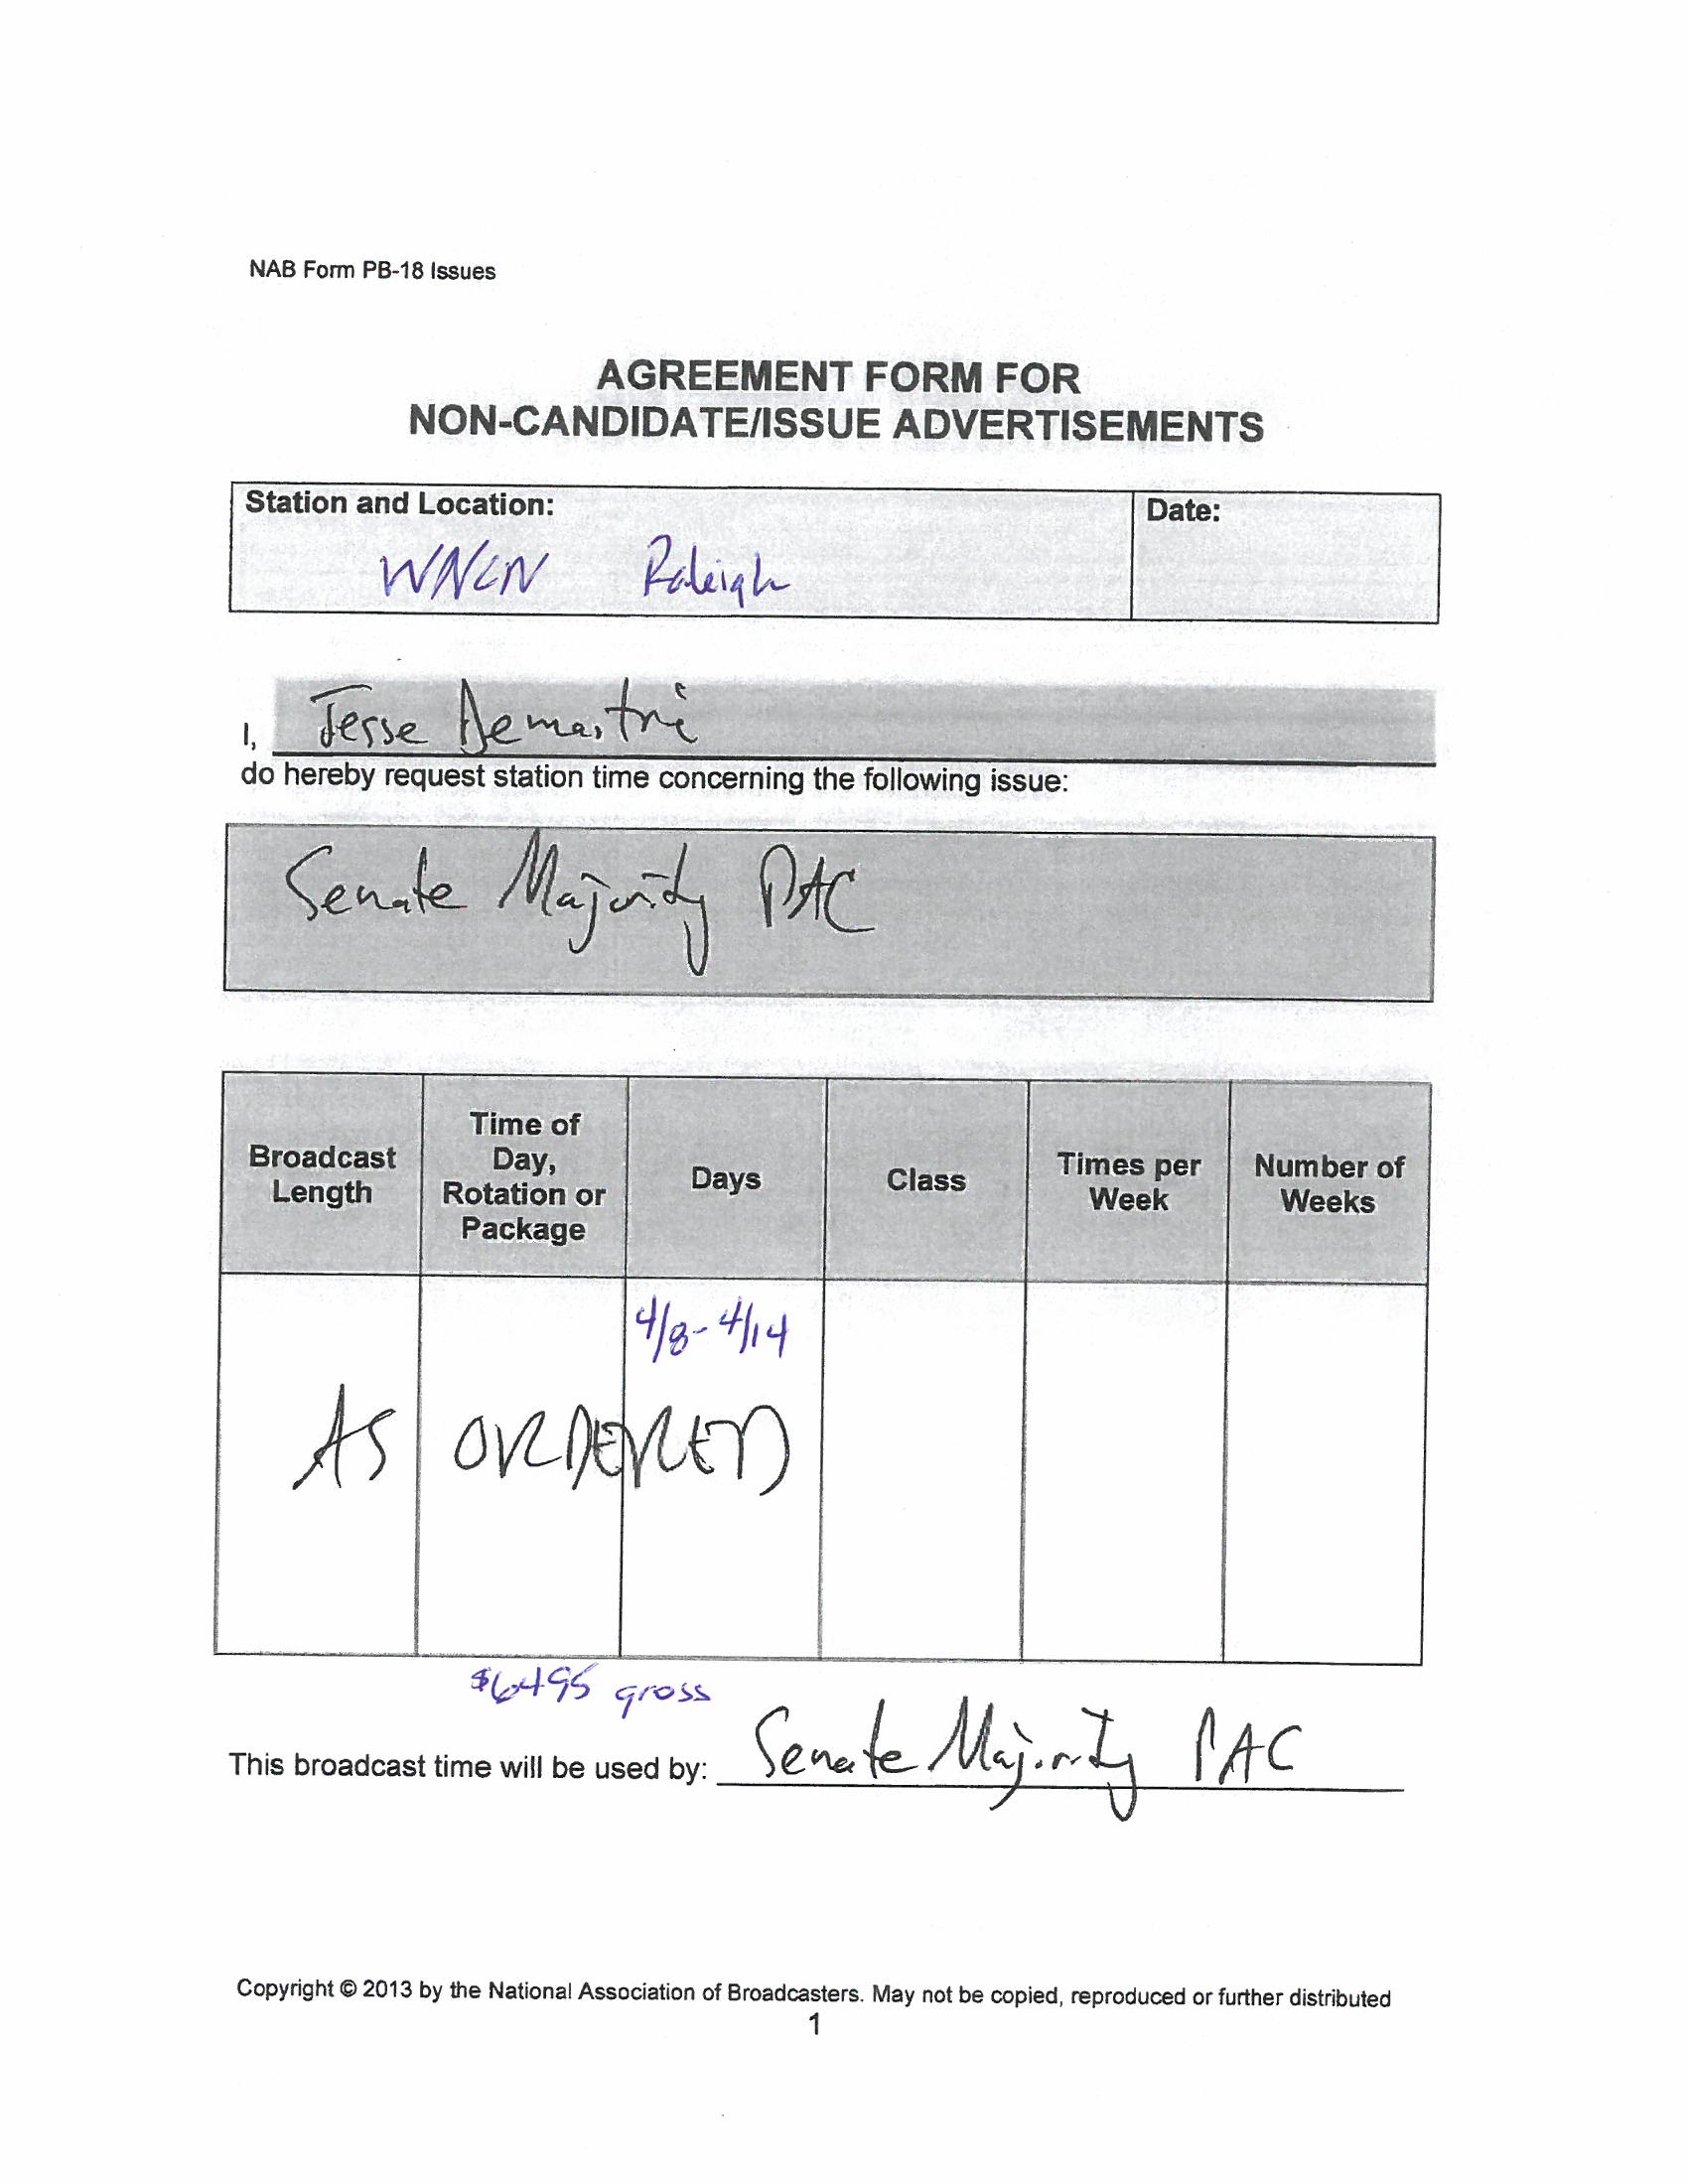 NAB Form PB-18 Issues
AGREEMENT FORM FOR
NON-CANDIDATE/ISSUE ADVERTISEMENTS
Station and Location:
Date:
WNCN Raleigh
I, Jesse Demastri
do hereby request station time concerning the following issue:
Senate Majority PAC
Broadcast Length
Time of Day, Rotation or Package
Days
Class
Times per Week
Number of Weeks
4/8-4/14
AS ORDERED
$6495 gross
This broadcast time will be used by: Senate Majority PAC
Copyright © 2013 by the National Association of Broadcasters. May not be copied, reproduced or further distributed
1